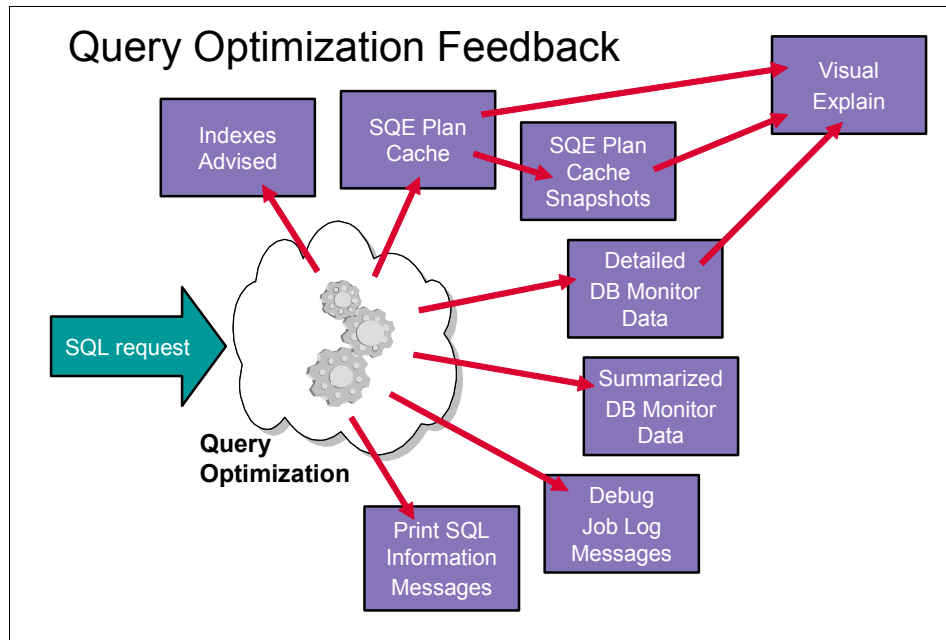 Query Optimization Feedback
Visual
Explain
Indexes
Advised
SQE Plan
Cache
SQE Plan
Cache
Snapshots
Detailed
DB Monitor
Data
SQL request
Summarized
DB Monitor
Data
Query
Optimization
Debug
Job Log
Messages
Print SQL
Information
Messages